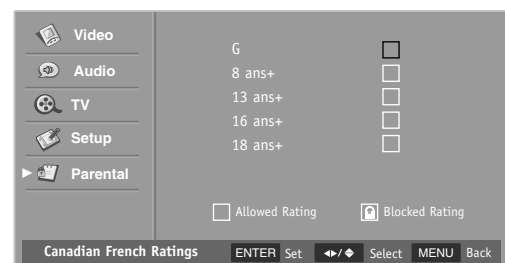 Video
Audio
TV
Setup
Parental
G
8 ans+
13 ans+
16 ans+
18 ans+
Allowed Rating
Blocked Rating
Canadian French Ratings ENTER Set ◄►/◆ Select MENU Back